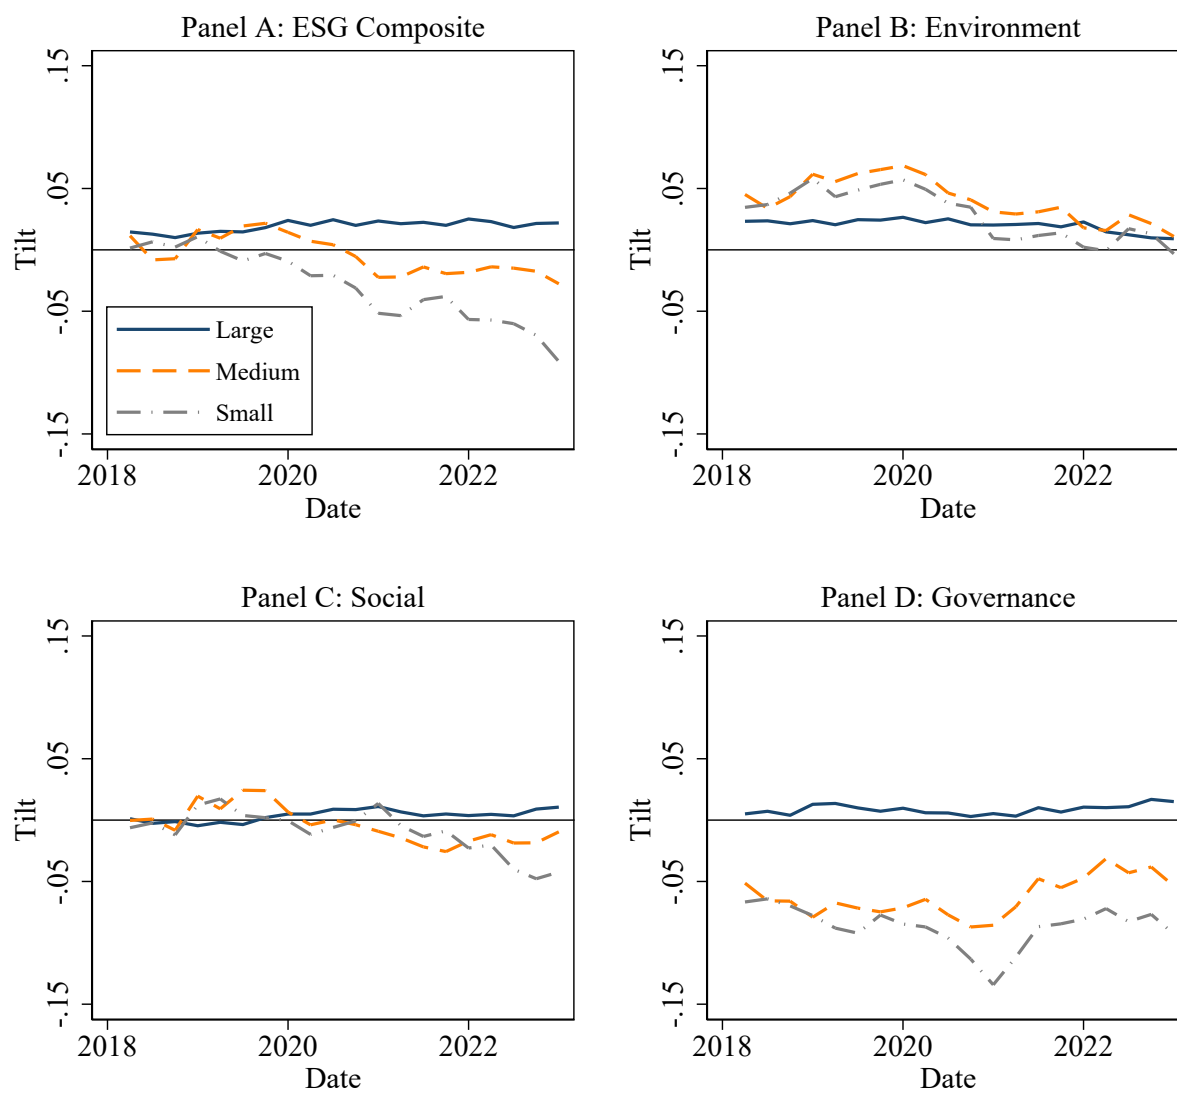 Panel A: ESG Composite
.15
.05
-.05
-.15
Tilt
Large
Medium
Small
2018
2020
2022
Date
Panel B: Environment
.15
.05
-.05
-.15
Tilt
2018
2020
2022
Date
Panel C: Social
.15
.05
-.05
-.15
Tilt
2018
2020
2022
Date
Panel D: Governance
.15
.05
-.05
-.15
Tilt
2018
2020
2022
Date